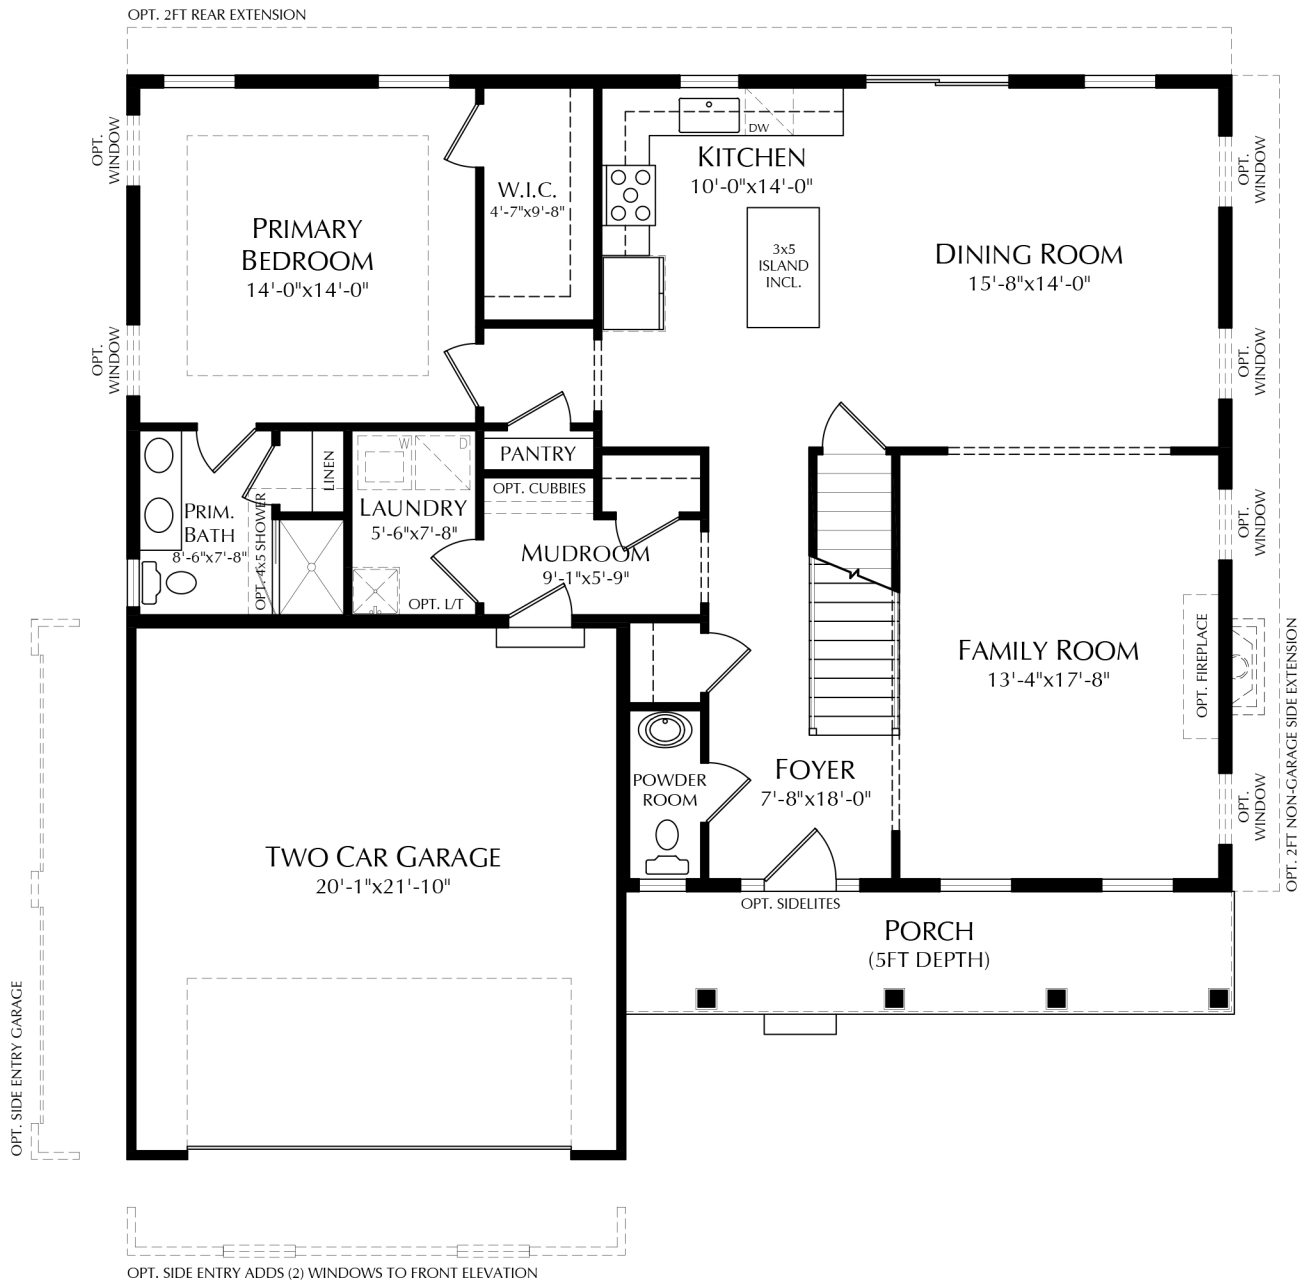 OPT. 2FT REAR EXTENSION
OPT.
WINDOW
OPT.
WINDOW
PRIMARY
BEDROOM
14'-0"x14'-0"
W.I.C.
4'-7"x9'-8"
DW
KITCHEN
10'-0"x14'-0"
3x5
ISLAND
INCL.
DINING ROOM
15'-8"x14'-0"
OPT.
WINDOW
OPT.
WINDOW
LINEN
W
D
PANTRY
OPT. CUBBIES
PRIM.
BATH
8'-6"x7'-8"
OPT. 4x5 SHOWER
LAUNDRY
5'-6"x7'-8"
OPT. L/T
MUDROOM
9'-1"x5'-9"
OPT.
WINDOW
FAMILY ROOM
13'-4"x17'-8"
OPT. FIREPLACE
OPT. 2FT NON-GARAGE SIDE EXTENSION
OPT.
WINDOW
POWDER
ROOM
FOYER
7'-8"x18'-0"
TWO CAR GARAGE
20'-1"x21'-10"
OPT. SIDELITES
PORCH
(5FT DEPTH)
OPT. SIDE ENTRY GARAGE
OPT. SIDE ENTRY ADDS (2) WINDOWS TO FRONT ELEVATION